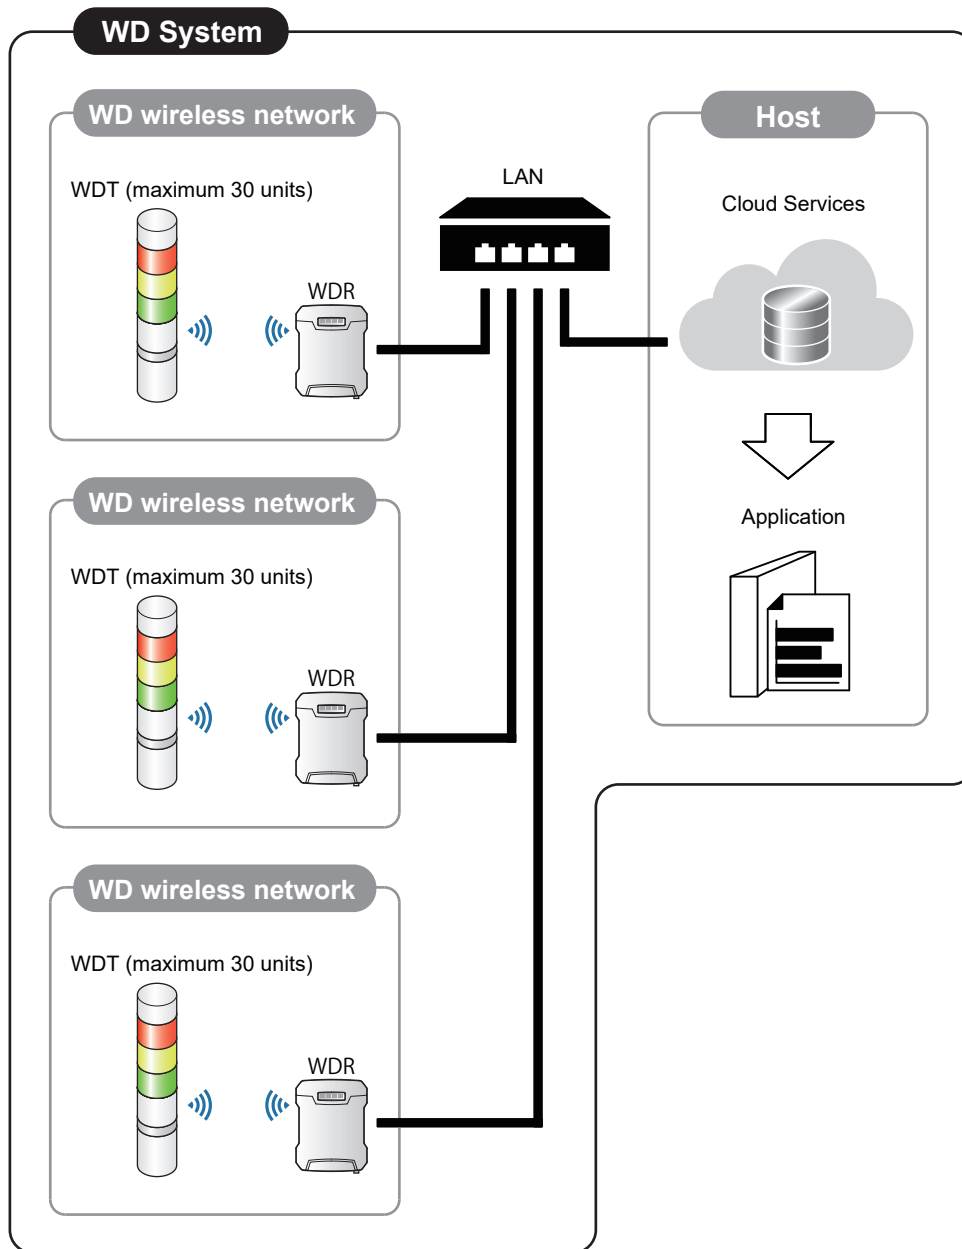 WD System
WD wireless network
WDT (maximum 30 units)
WDR
LAN
Host
Cloud Services
Application
WD wireless network
WDT (maximum 30 units)
WDR
WD wireless network
WDT (maximum 30 units)
WDR